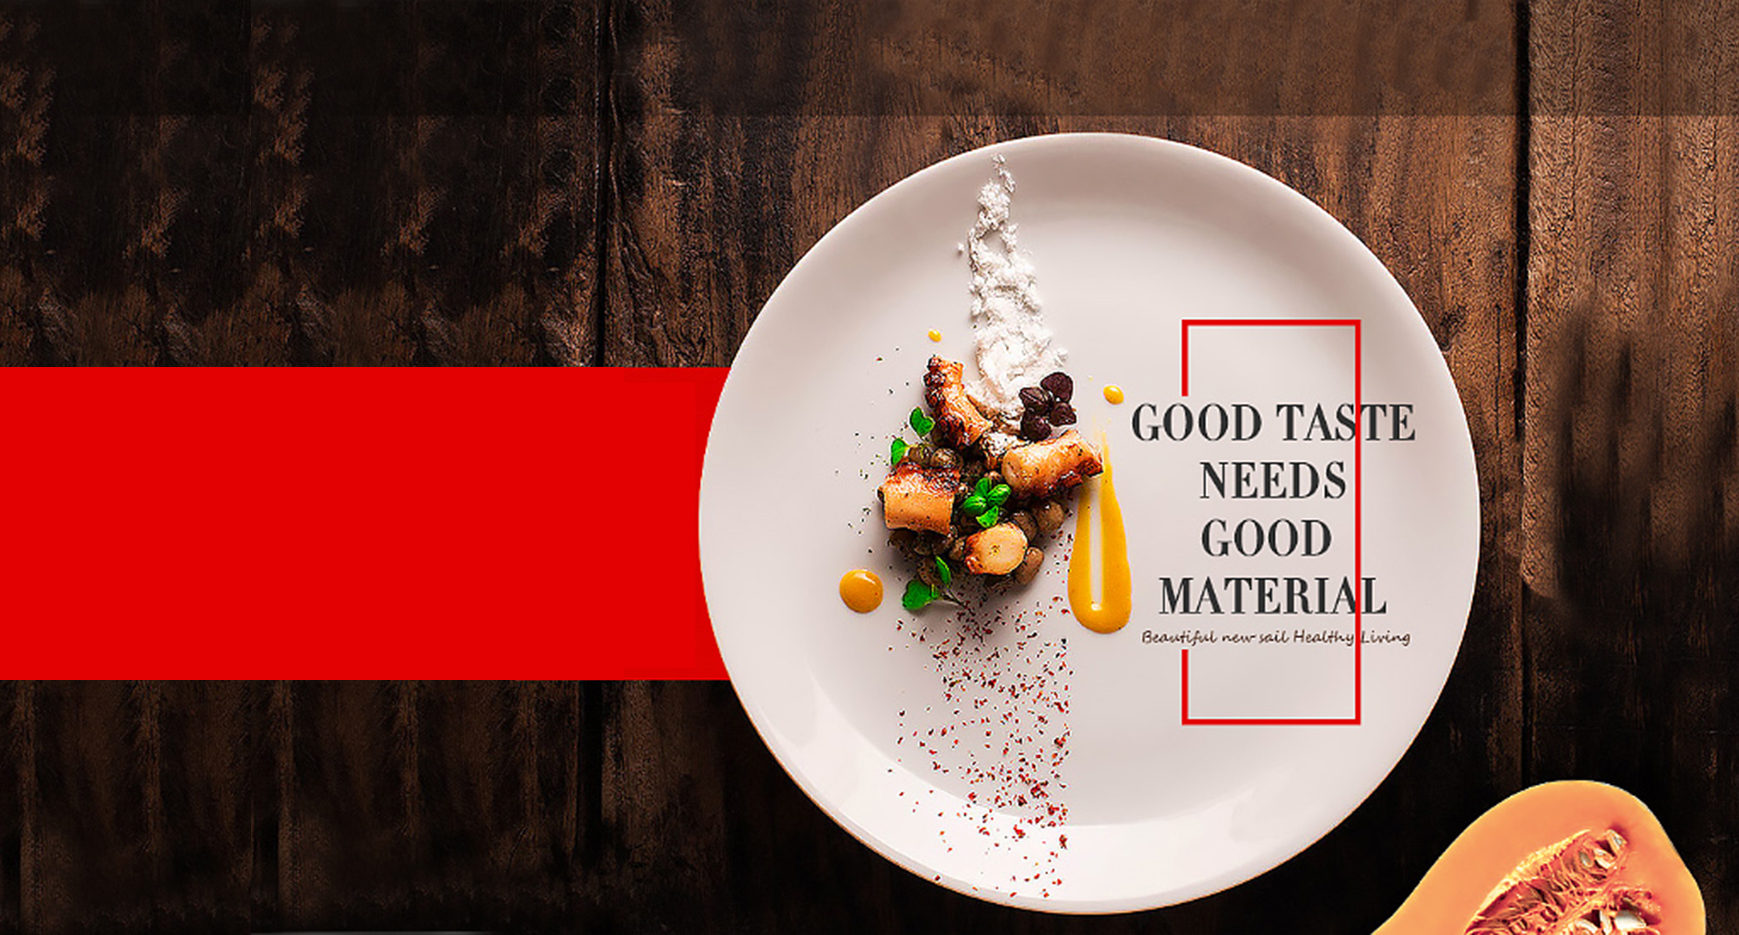 GOOD TASTE
NEEDS
GOOD
MATERIAL
Beautiful new sail Healthy Living